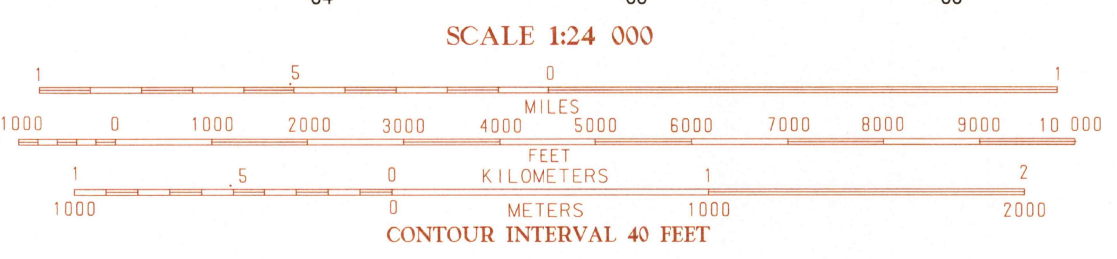 SCALE 1:24 000
1 .5 0 1
MILES
1000 0 1000 2000 3000 4000 5000 6000 7000 8000 9000 10 000
FEET
1 .5 0 KILOMETERS 1 2
1000 0 METERS 1000 2000
CONTOUR INTERVAL 40 FEET